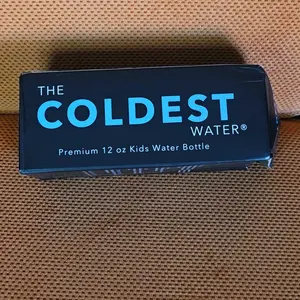 THE
COLDEST
WATER®
Premium 12 oz Kids Water Bottle